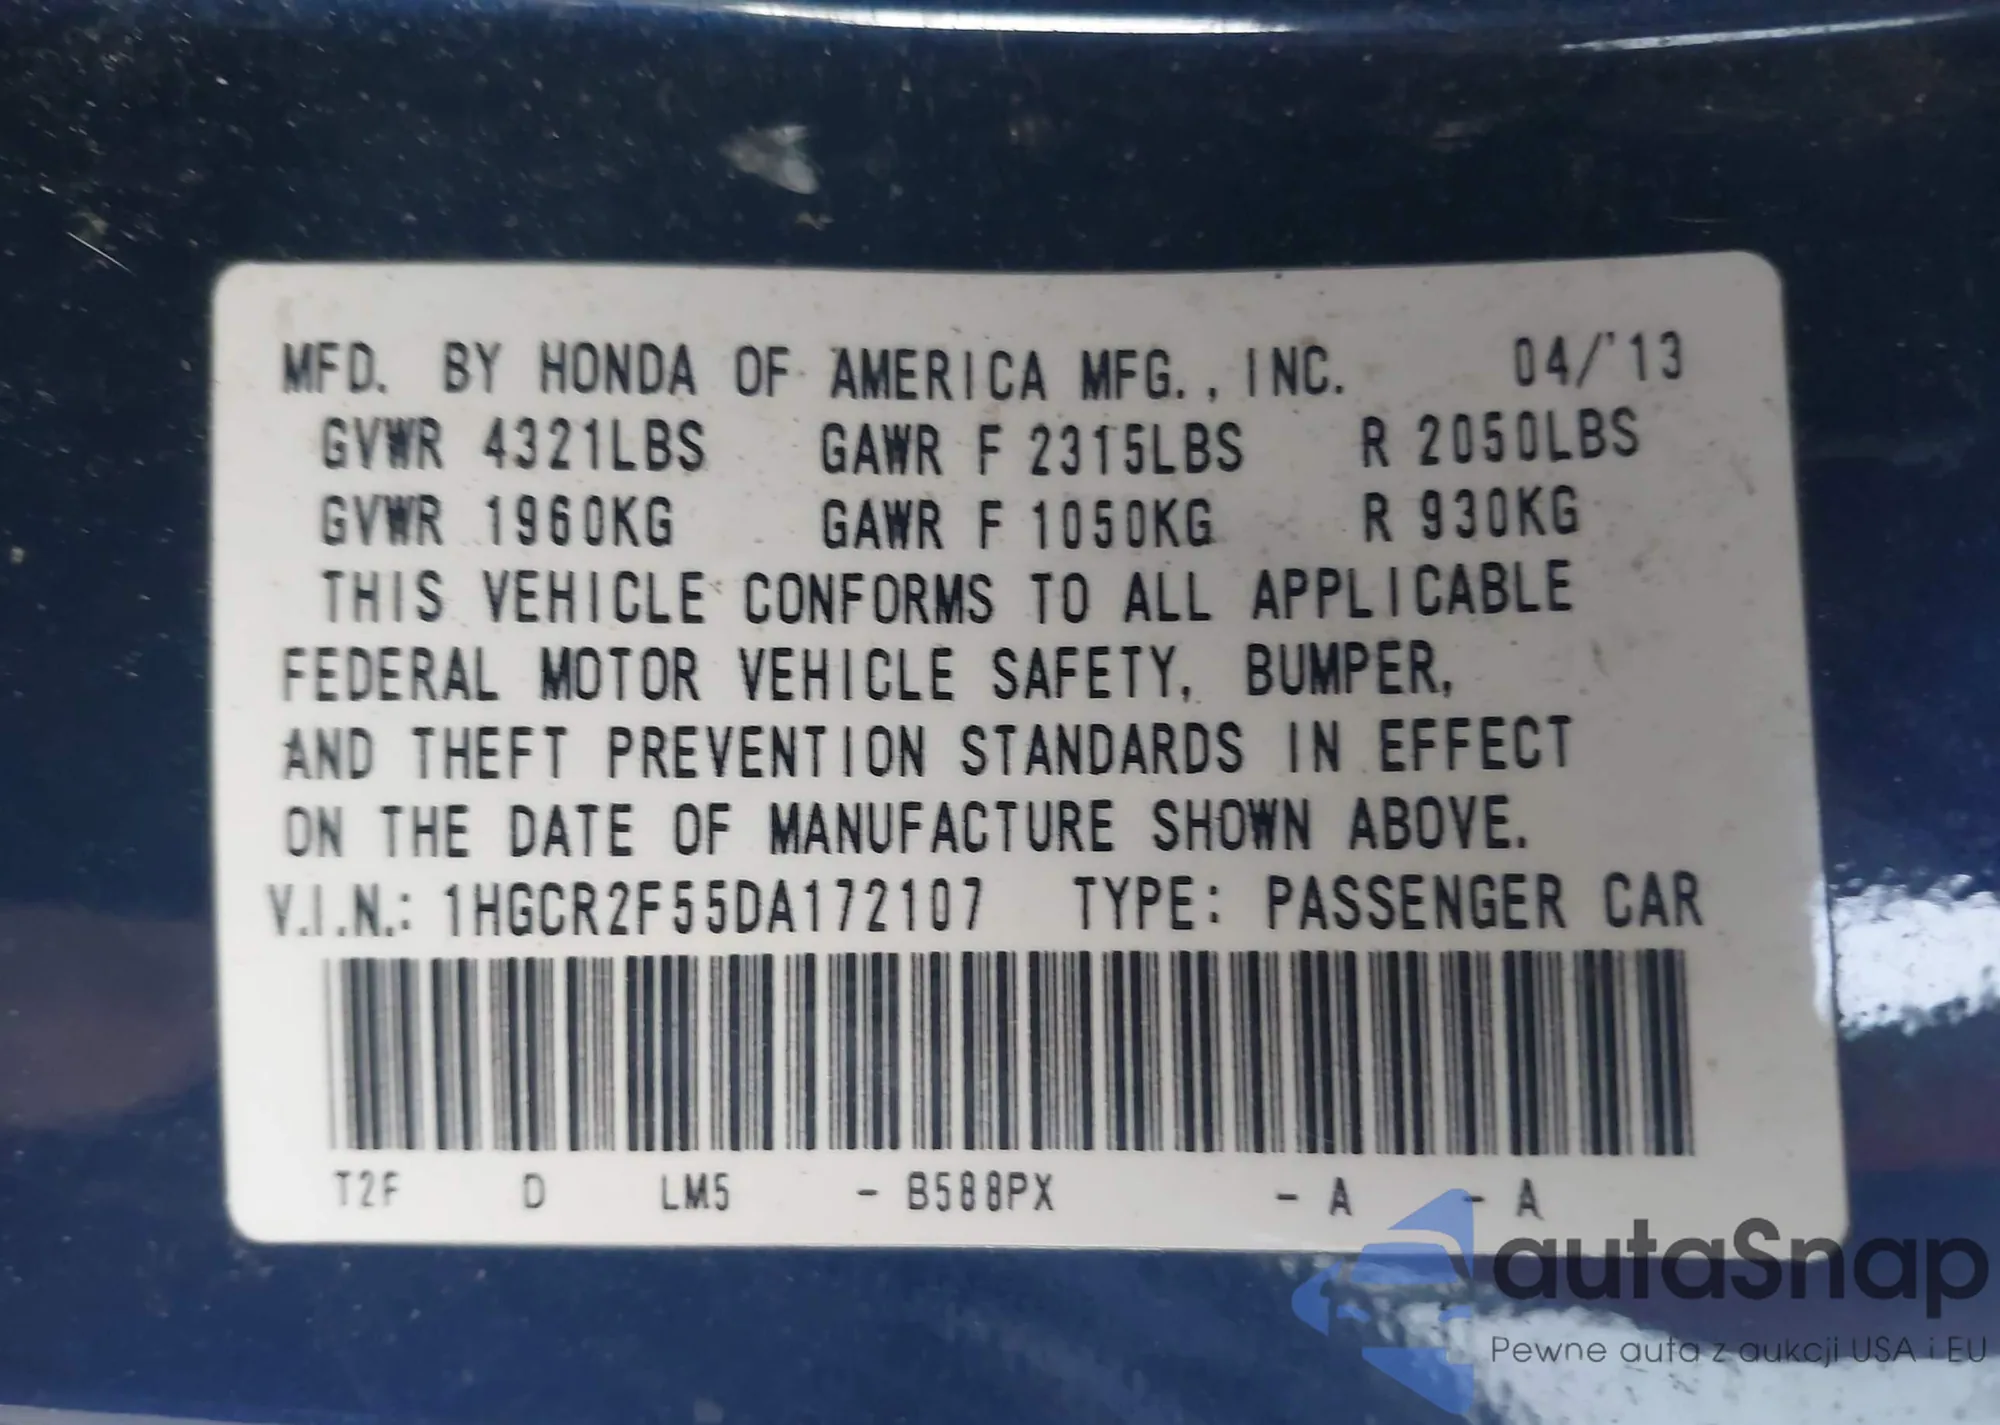 MFD. BY HONDA OF AMERICA MFG., INC. 04/'13
GVWR 4321LBS GAWR F 2315LBS R 2050LBS
GVWR 1960KG GAWR F 1050KG R 930KG
THIS VEHICLE CONFORMS TO ALL APPLICABLE
FEDERAL MOTOR VEHICLE SAFETY, BUMPER,
AND THEFT PREVENTION STANDARDS IN EFFECT
ON THE DATE OF MANUFACTURE SHOWN ABOVE.
V.I.N.: 1HGCR2F55DA172107 TYPE: PASSENGER CAR
T2F D LM5 - B588PX - A - A
autaSnap
Pewne auta z aukcji USA i EU